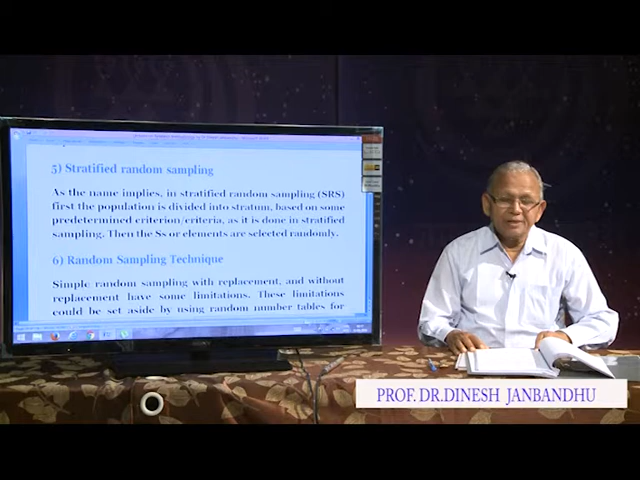 5) Stratified random sampling
As the name implies, in stratified random sampling (SRS)
first the population is divided into stratum, based on some
predetermined criterion/criteria, as it is done in stratified
sampling. Then the Ss or elements are selected randomly.
6) Random Sampling Technique
Simple random sampling with replacement, and without
replacement have some limitations. These limitations
could be set aside by using random number tables for
PROF. DR.DINESH JANBANDHU